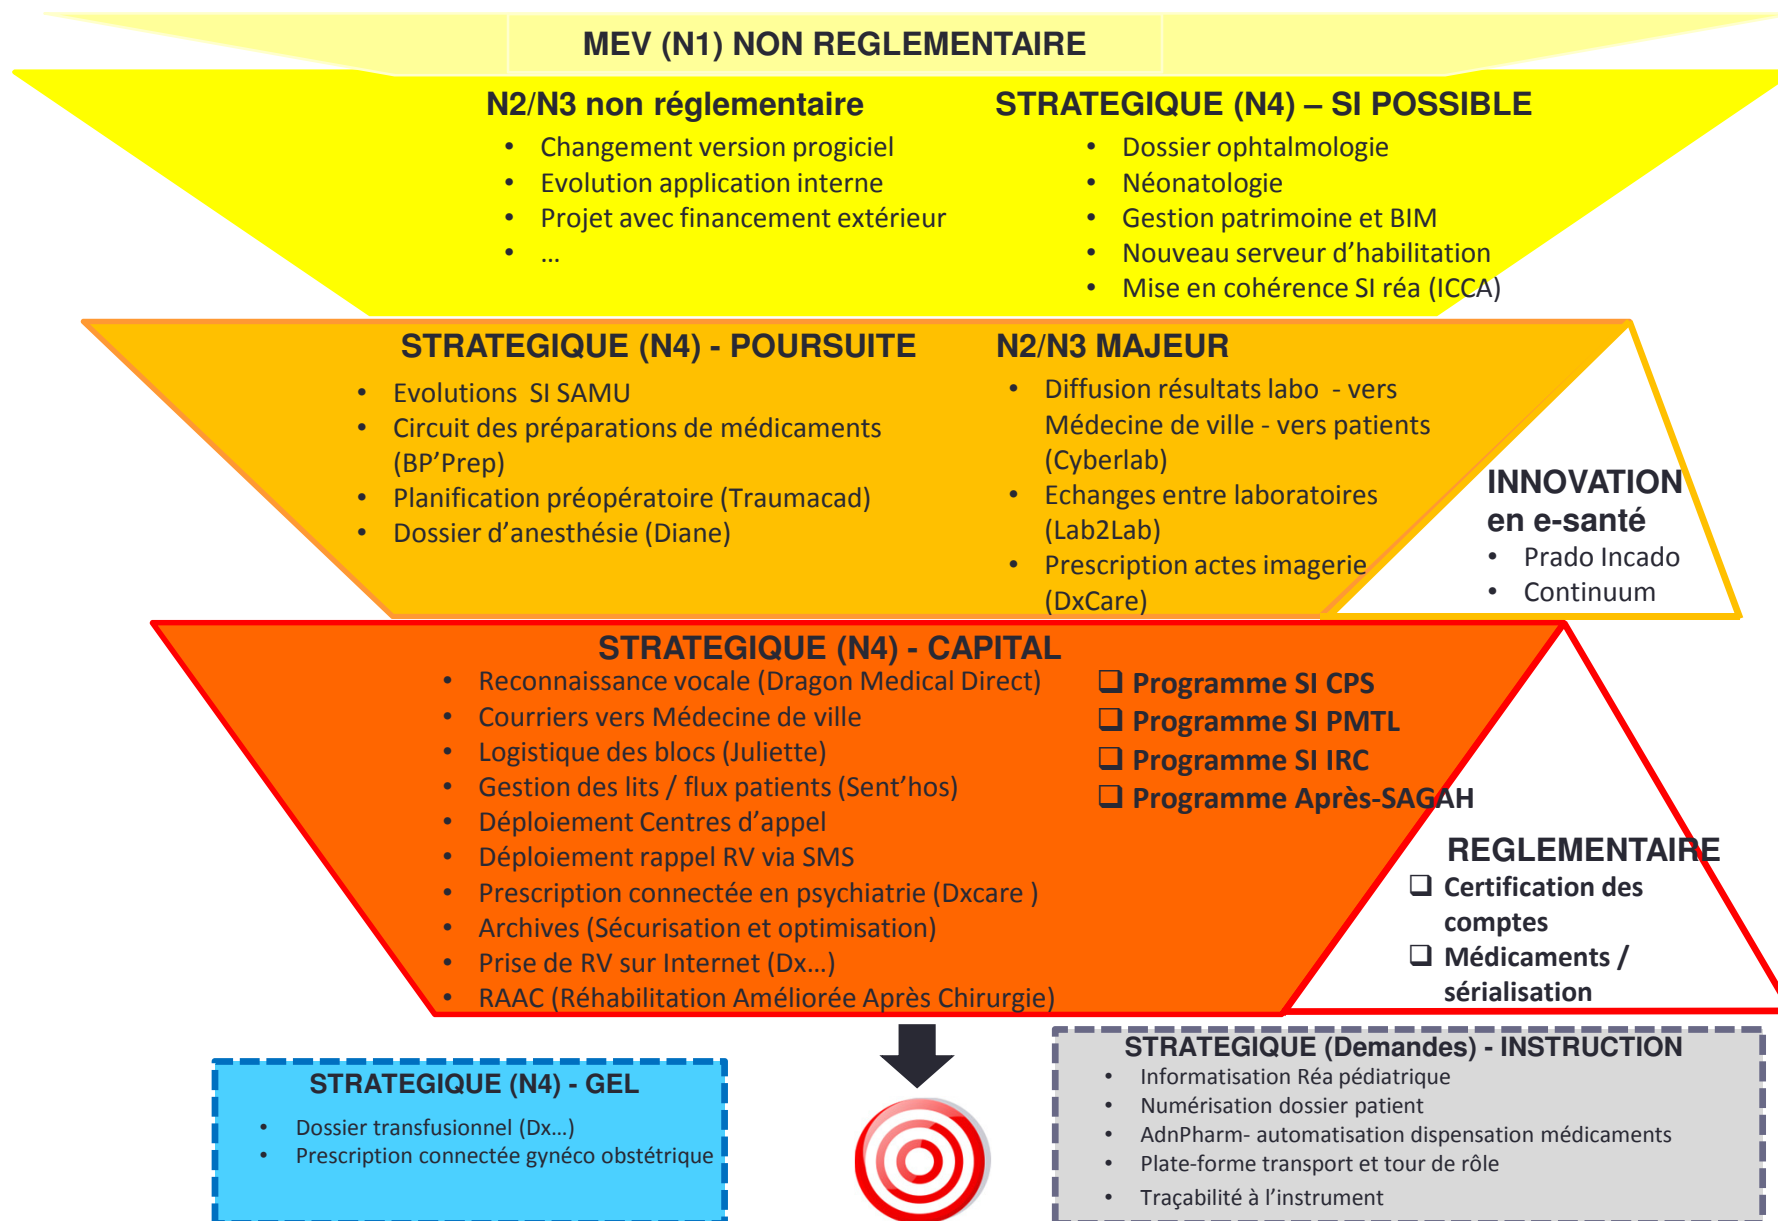 MEV (N1) NON REGLEMENTAIRE
N2/N3 non réglementaire
• Changement version progiciel
• Evolution application interne
• Projet avec financement extérieur
• ...
STRATEGIQUE (N4) – SI POSSIBLE
• Dossier ophtalmologie
• Néonatologie
• Gestion patrimoine et BIM
• Nouveau serveur d’habilitation
• Mise en cohérence SI réa (ICCA)
STRATEGIQUE (N4) - POURSUITE
• Evolutions SI SAMU
• Circuit des préparations de médicaments
(BP’Prep)
• Planification préopératoire (Traumacad)
• Dossier d’anesthésie (Diane)
N2/N3 MAJEUR
• Diffusion résultats labo - vers
Médecine de ville - vers patients
(Cyberlab)
• Echanges entre laboratoires
(Lab2Lab)
• Prescription actes imagerie
(DxCare)
INNOVATION
en e-santé
• Prado Incado
• Continuum
STRATEGIQUE (N4) - CAPITAL
• Reconnaissance vocale (Dragon Medical Direct)
• Courriers vers Médecine de ville
• Logistique des blocs (Juliette)
• Gestion des lits / flux patients (Sent’hos)
• Déploiement Centres d’appel
• Déploiement rappel RV via SMS
• Prescription connectée en psychiatrie (Dxcare )
• Archives (Sécurisation et optimisation)
• Prise de RV sur Internet (Dx...)
• RAAC (Réhabilitation Améliorée Après Chirurgie)
❑ Programme SI CPS
❑ Programme SI PMTL
❑ Programme SI IRC
❑ Programme Après-SAGAH
REGLEMENTAIRE
❑ Certification des
comptes
❑ Médicaments /
sérialisation
STRATEGIQUE (N4) - GEL
• Dossier transfusionnel (Dx...)
• Prescription connectée gynéco obstétrique
STRATEGIQUE (Demandes) - INSTRUCTION
• Informatisation Réa pédiatrique
• Numérisation dossier patient
• AdnPharm- automatisation dispensation médicaments
• Plate-forme transport et tour de rôle
• Traçabilité à l’instrument